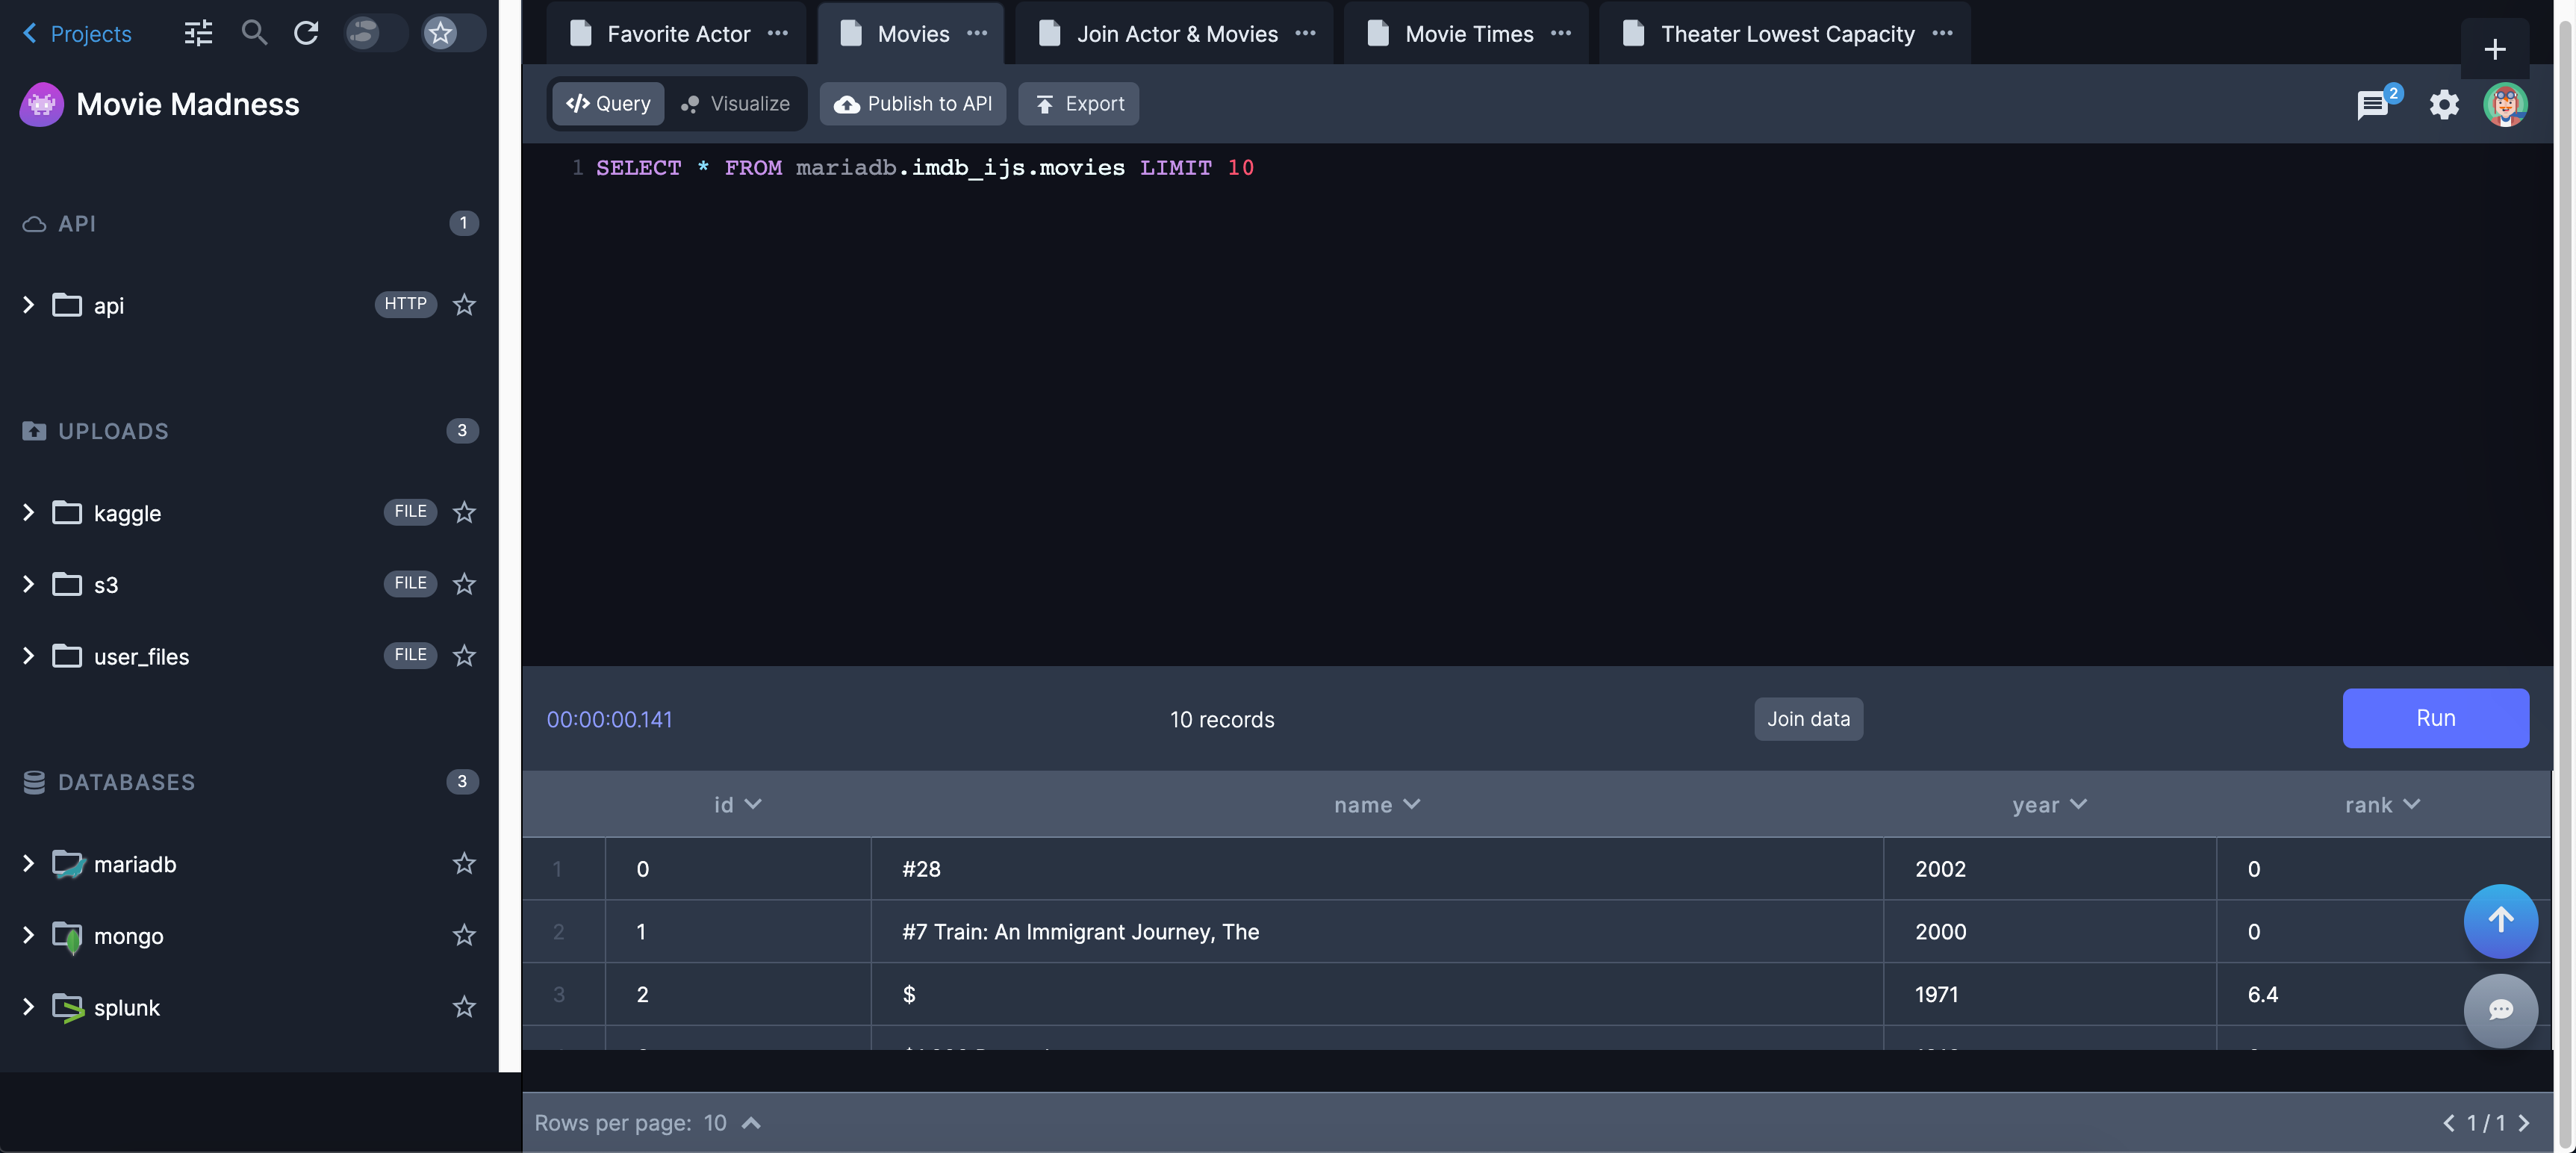 Projects
Movie Madness
API 1
api HTTP
UPLOADS 3
kaggle FILE
s3 FILE
user_files FILE
DATABASES 3
mariadb
mongo
splunk
Favorite Actor ··· Movies ··· Join Actor & Movies ··· Movie Times ··· Theater Lowest Capacity ···
</> Query Visualize Publish to API Export 2
1 SELECT * FROM mariadb.imdb_ijs.movies LIMIT 10
00:00:00.141 10 records Join data Run
id name year rank
1 0 #28 2002 0
2 1 #7 Train: An Immigrant Journey, The 2000 0
3 2 $ 1971 6.4
Rows per page: 10 1 / 1